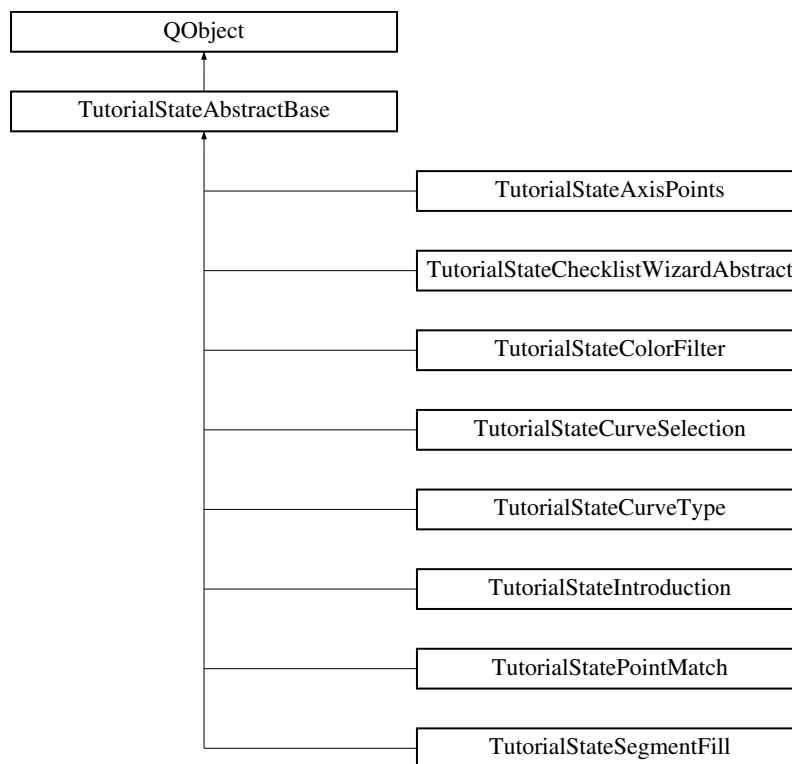 QObject
TutorialStateAbstractBase
TutorialStateAxisPoints
TutorialStateChecklistWizardAbstract
TutorialStateColorFilter
TutorialStateCurveSelection
TutorialStateCurveType
TutorialStateIntroduction
TutorialStatePointMatch
TutorialStateSegmentFill